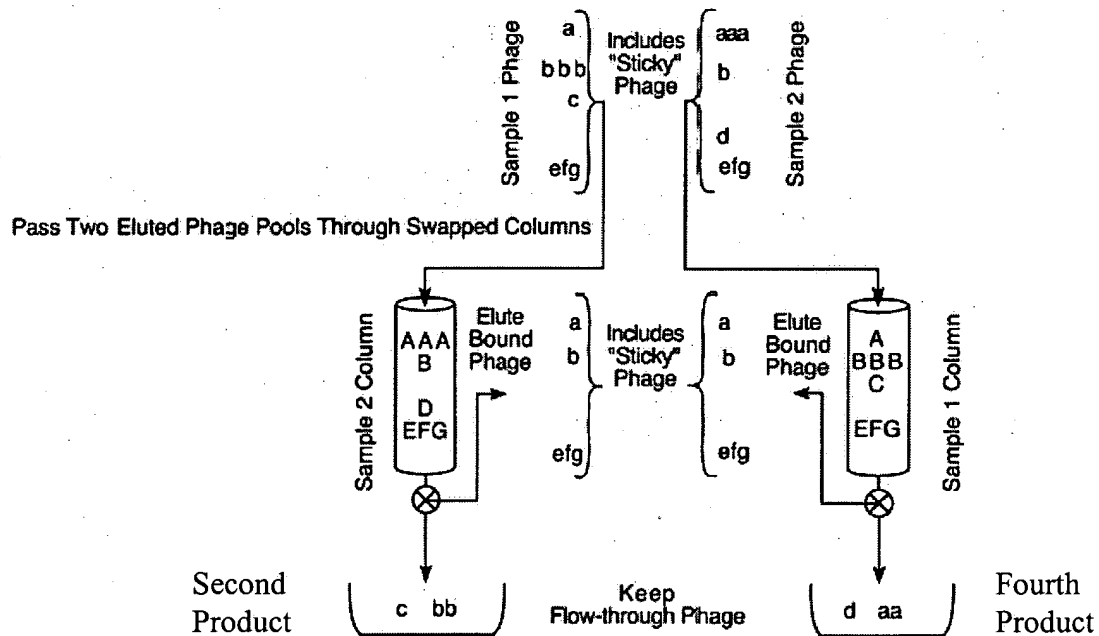 a
bbb
c
efg
Sample 1 Phage
Includes
"Sticky"
Phage
aaa
b
d
efg
Sample 2 Phage
Pass Two Eluted Phage Pools Through Swapped Columns
Sample 2 Column
AAA
B
D
EFG
Elute
Bound
Phage
a
b
efg
Includes
"Sticky"
Phage
a
b
efg
Elute
Bound
Phage
A
BBB
C
EFG
Sample 1 Column
Second
Product
c bb
Keep
Flow-through Phage
d aa
Fourth
Product